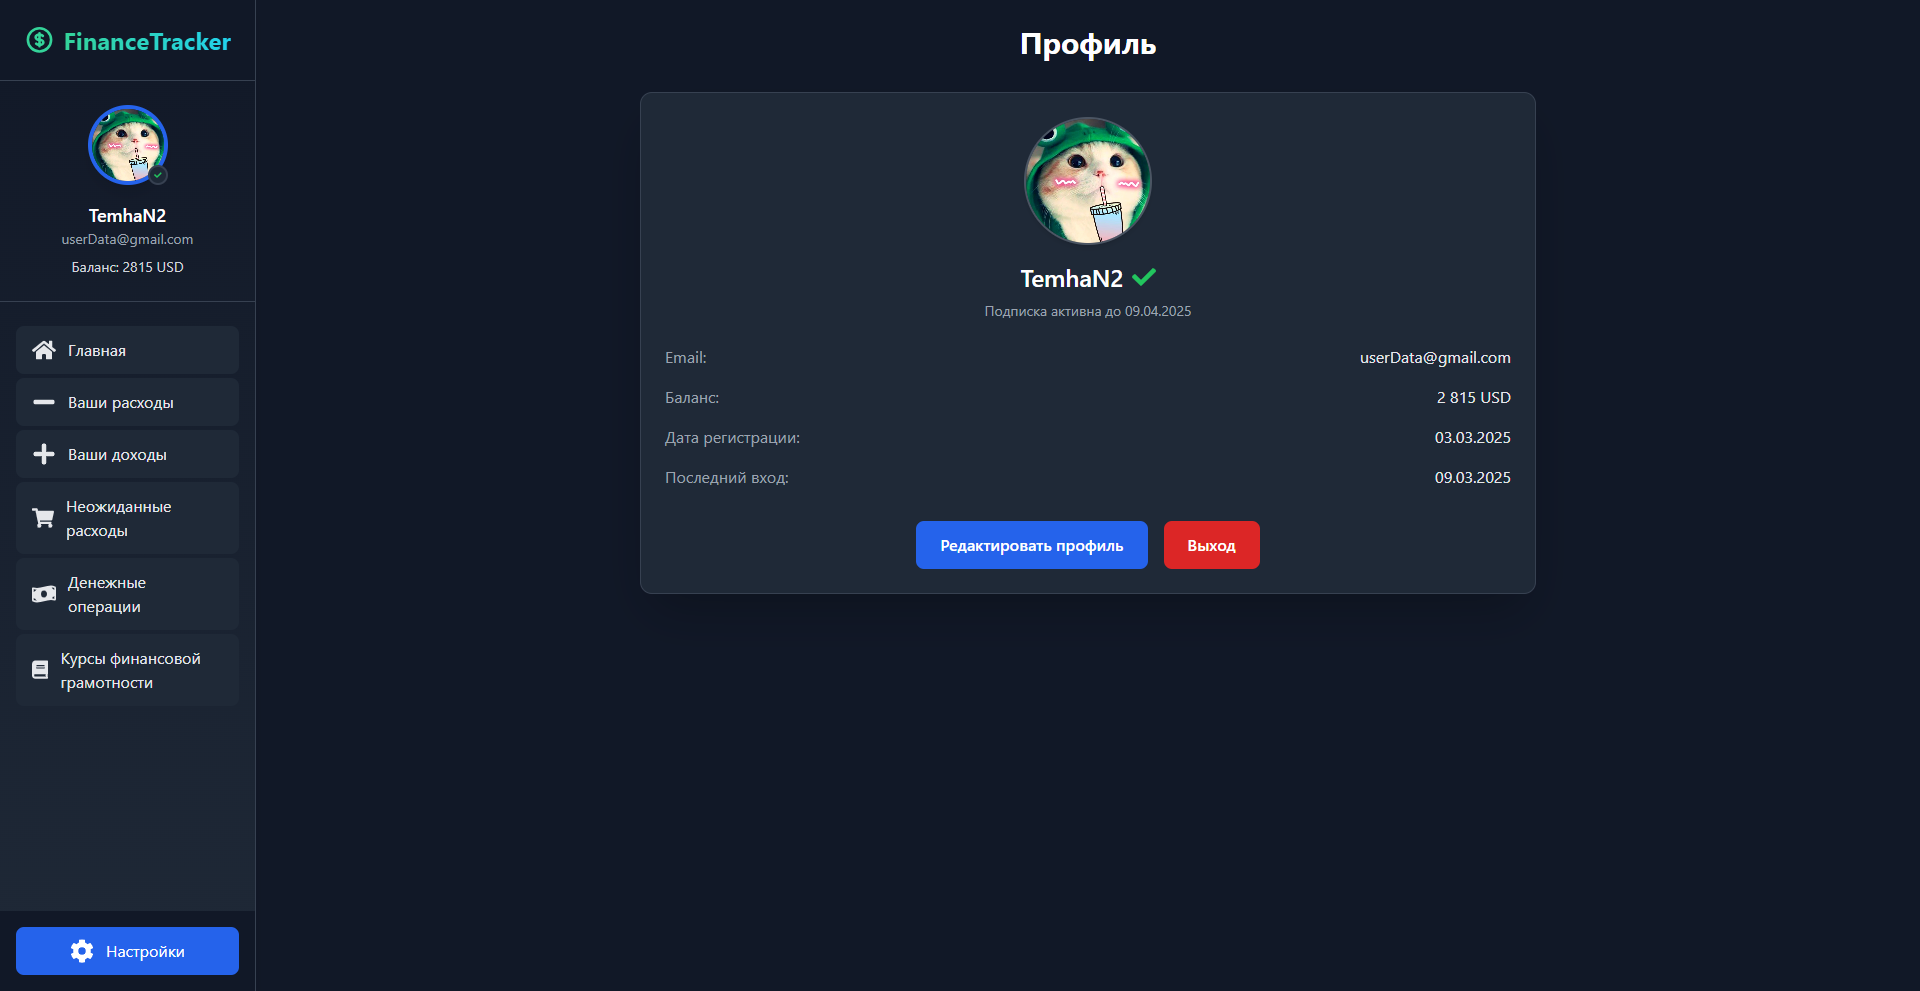 FinanceTracker
TemhaN2
userData@gmail.com
Баланс: 2815 USD
Главная
Ваши расходы
Ваши доходы
Неожиданные
расходы
Денежные
операции
Курсы финансовой
грамотности
Настройки
Профиль
TemhaN2
Подписка активна до 09.04.2025
Email: userData@gmail.com
Баланс: 2 815 USD
Дата регистрации: 03.03.2025
Последний вход: 09.03.2025
Редактировать профиль Выход